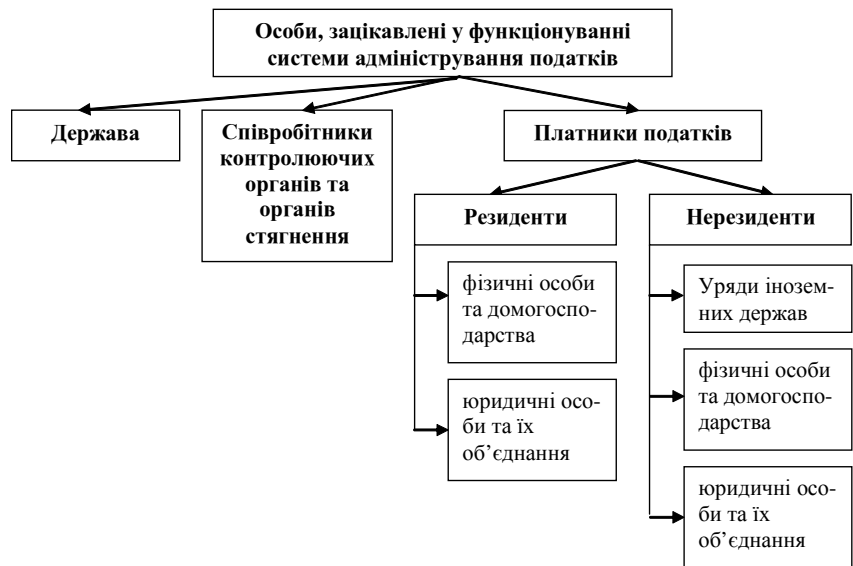 Особи, зацікавлені у функціонуванні
системи адміністрування податків
Держава
Співробітники
контролюючих
органів та
органів
стягнення
Платники податків
Резиденти
фізичні особи
та домогоспо-
дарства
юридичні осо-
би та їх
об’єднання
Нерезиденти
Уряди інозем-
них держав
фізичні особи
та домогоспо-
дарства
юридичні осо-
би та їх
об’єднання